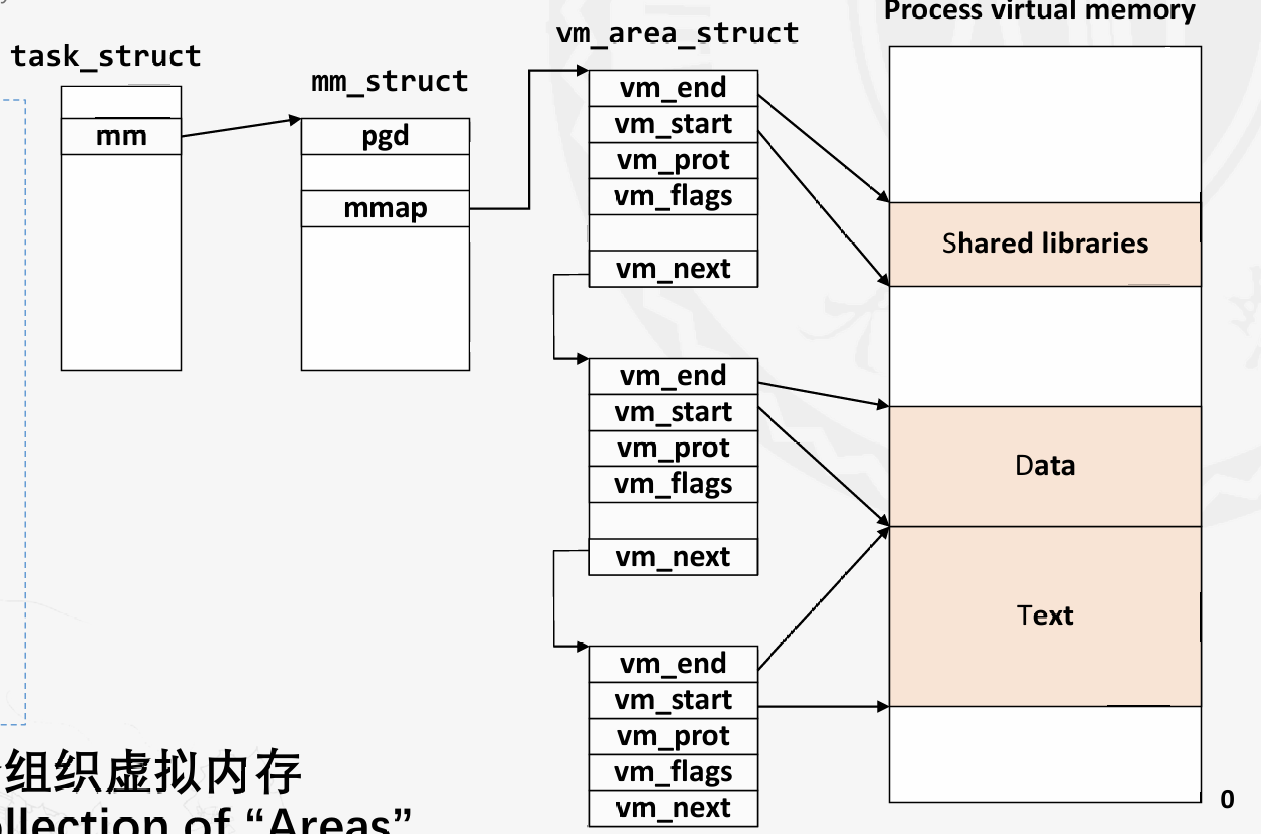 Process virtual memory
vm_area_struct
task_struct
mm_struct
mm
pgd
mmap
vm_end
vm_start
vm_prot
vm_flags
vm_next
vm_end
vm_start
vm_prot
vm_flags
vm_next
vm_end
vm_start
vm_prot
vm_flags
vm_next
Shared libraries
Data
Text
0
组织虚拟内存
llection of “Areas”